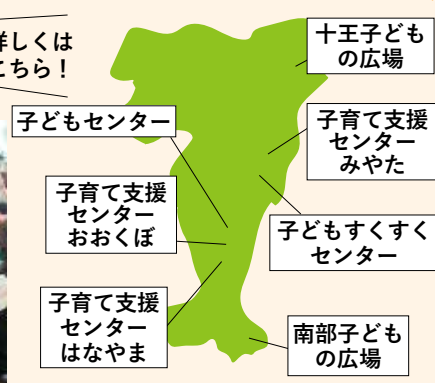 詳しくは
こちら！
十王子ども
の広場
子どもセンター
子育て支援
センター
みやた
子育て支援
センター
おおくぼ
子どもすくすく
センター
子育て支援
センター
はなやま
南部子ども
の広場